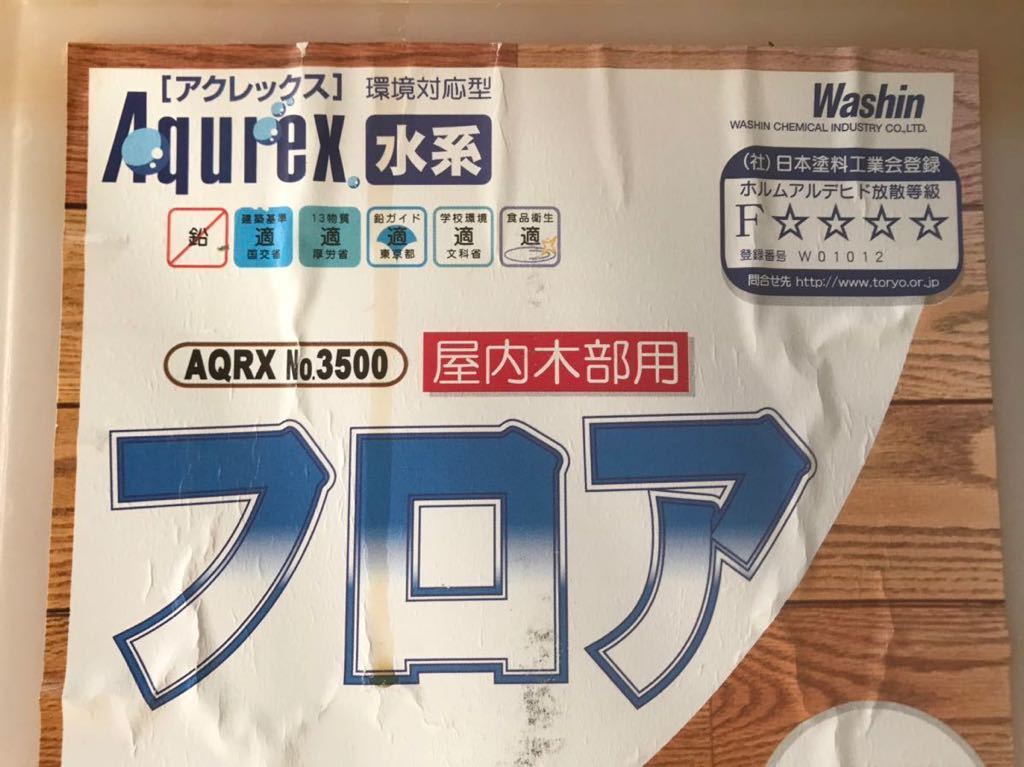 [アクレックス] 環境対応型
Aqurex 水系
Washin
WASHIN CHEMICAL INDUSTRY CO.,LTD.
(社)日本塗料工業会登録
ホルムアルデヒド放散等級
F☆☆☆☆
登録番号 W01012
問合せ先 http://www.toryo.or.jp
鉛
建築基準
適
国交省
13物質
適
厚労省
鉛ガイド
適
東京都
学校環境
適
文科省
食品衛生
適
AQRX No.3500
屋内木部用
フロア